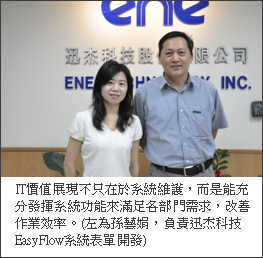 ene
迅杰科技股
有限公司
ENE
Y, INC.
IT價值展現不只在於系統維護，而是能充
分發揮系統功能來滿足各部門需求，改善
作業效率。(左為孫藝娟，負責迅杰科技
EasyFlow系統表單開發)